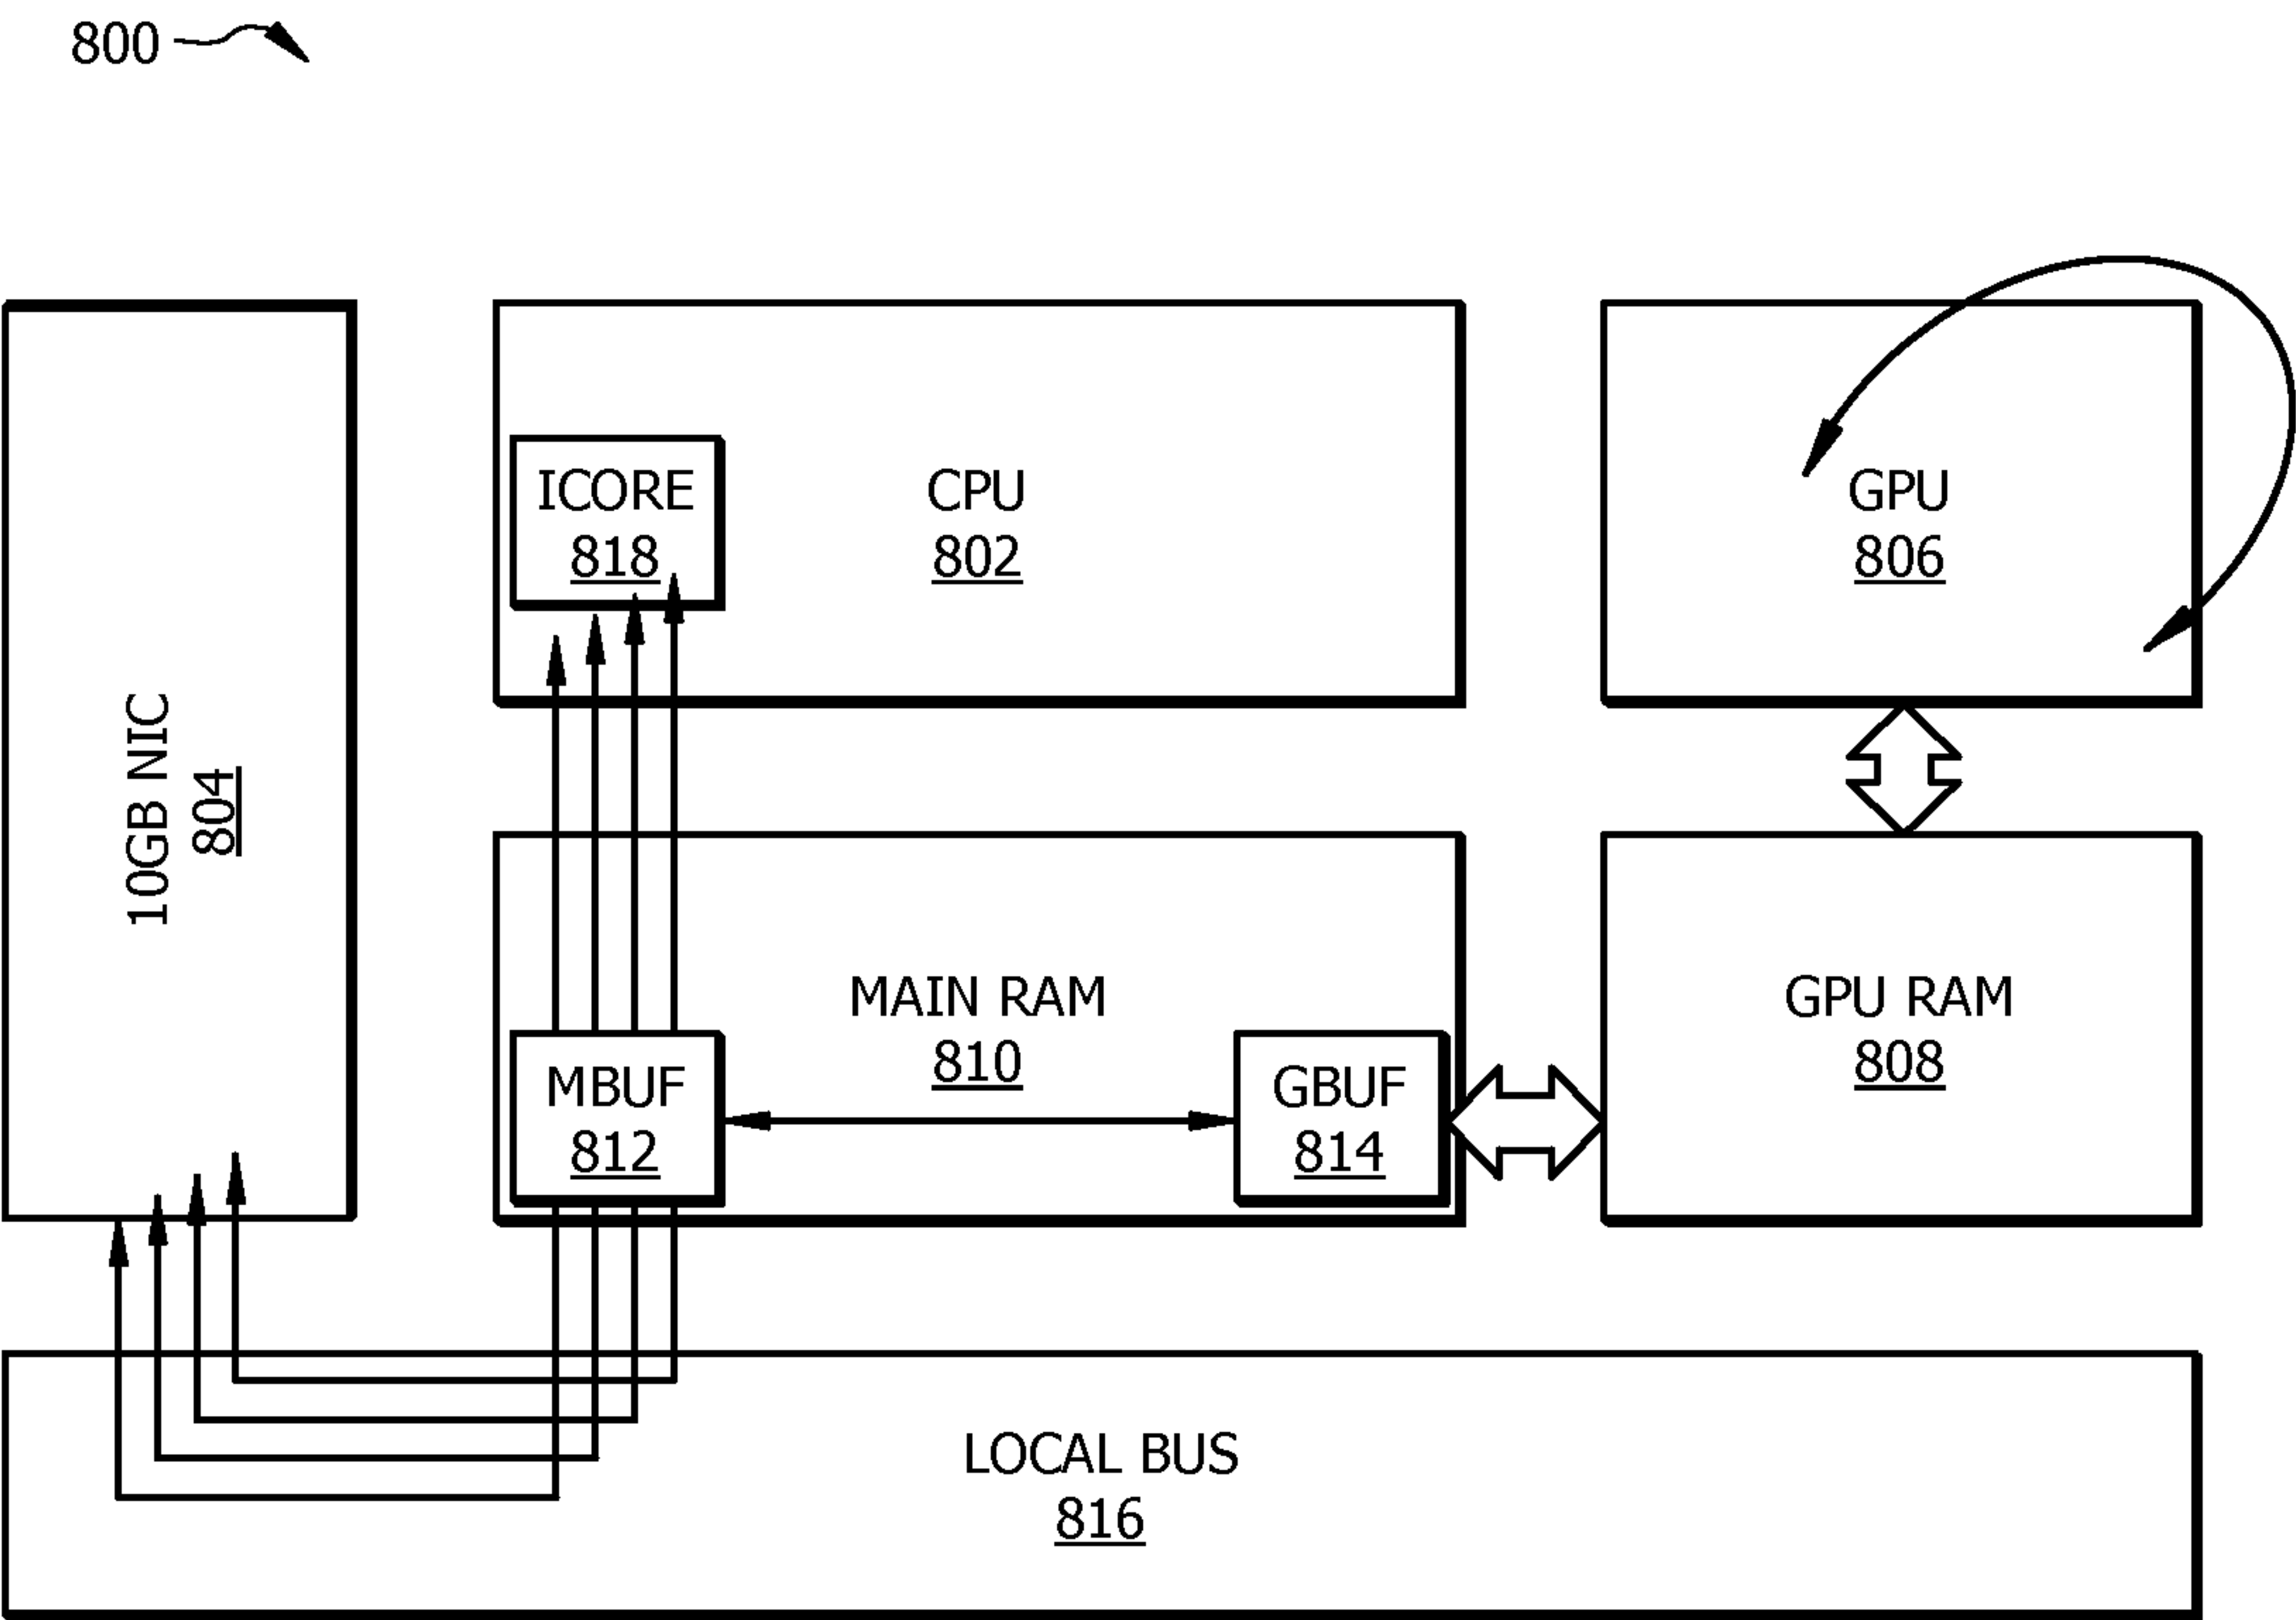 800
10GB NIC
804
ICORE
818
CPU
802
GPU
806
MBUF
812
MAIN RAM
810
GBUF
814
GPU RAM
808
LOCAL BUS
816